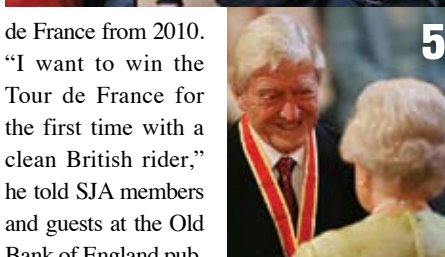 de France from 2010.
“I want to win the
Tour de France for
the first time with a
clean British rider,”
he told SJA members
and guests at the Old
Bank of England pub,
5